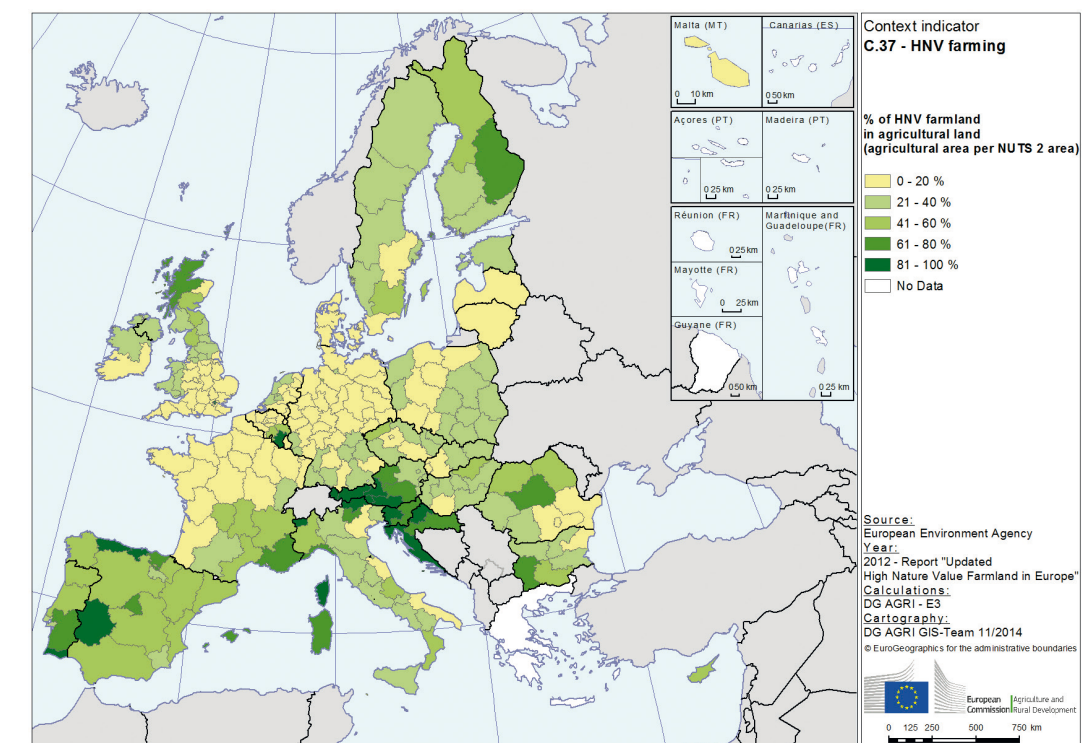 Malta (MT)
0 10 km
Canarias (ES)
0 50 km
Açores (PT)
0 25 km
Madeira (PT)
0 25 km
Réunion (FR)
0 25 km
Martinique and
Guadeloupe(FR)
0 25 km
Mayotte (FR)
0 25km
Guyane (FR)
0 50 km
Context indicator
C.37 - HNV farming
% of HNV farmland
in agricultural land
(agricultural area per NUTS 2 area)
0 - 20 %
21 - 40 %
41 - 60 %
61 - 80 %
81 - 100 %
No Data
Source:
European Environment Agency
Year:
2012 - Report "Updated
High Nature Value Farmland in Europe"
Calculations:
DG AGRI - E3
Cartography:
DG AGRI GIS-Team 11/2014
© EuroGeographics for the administrative boundaries
European
Commission
Agriculture and
Rural Development
0 125 250 500 750 km